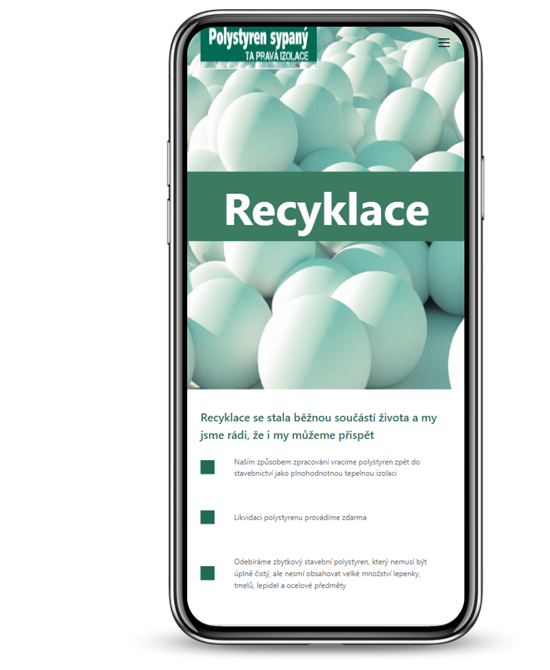 Polystyren sypaný
TA PRAVÁ IZOLACE
Recyklace
Recyklace se stala běžnou součástí života a my
jsme rádi, že i my můžeme přispět
Naším způsobem zpracování vracíme polystyren zpět do
stavebnictví jako plnohodnotnou tepelnou izolaci
Likvidaci polystyrenu provádíme zdarma
Odebíráme zbytkový stavební polystyren, který nemusí být
úplně čistý, ale nesmí obsahovat velké množství lepenky,
tmelů, lepidel a ocelové předměty